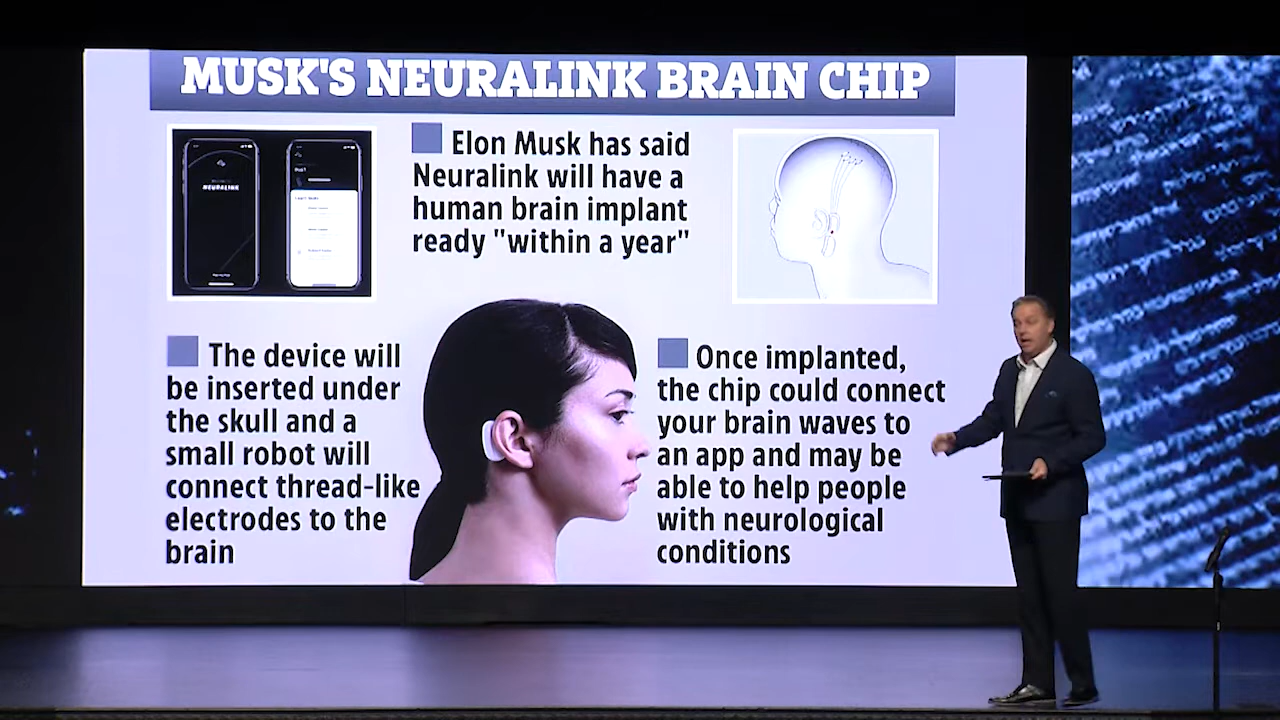 MUSK'S NEURALINK BRAIN CHIP
NEURALINK
Elon Musk has said
Neuralink will have a
human brain implant
ready "within a year"
The device will
be inserted under
the skull and a
small robot will
connect thread-like
electrodes to the
brain
Once implanted,
the chip could connect
your brain waves to
an app and may be
able to help people
with neurological
conditions